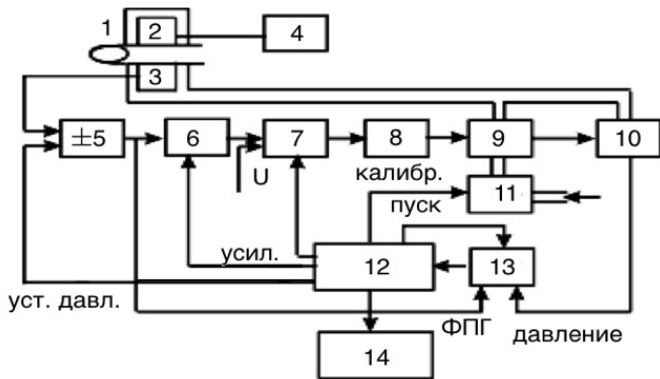 1
2
4
3
±5
6
7
8
9
10
U
калибр.
пуск
11
усил.
12
13
уст. давл.
ФПГ
давление
14